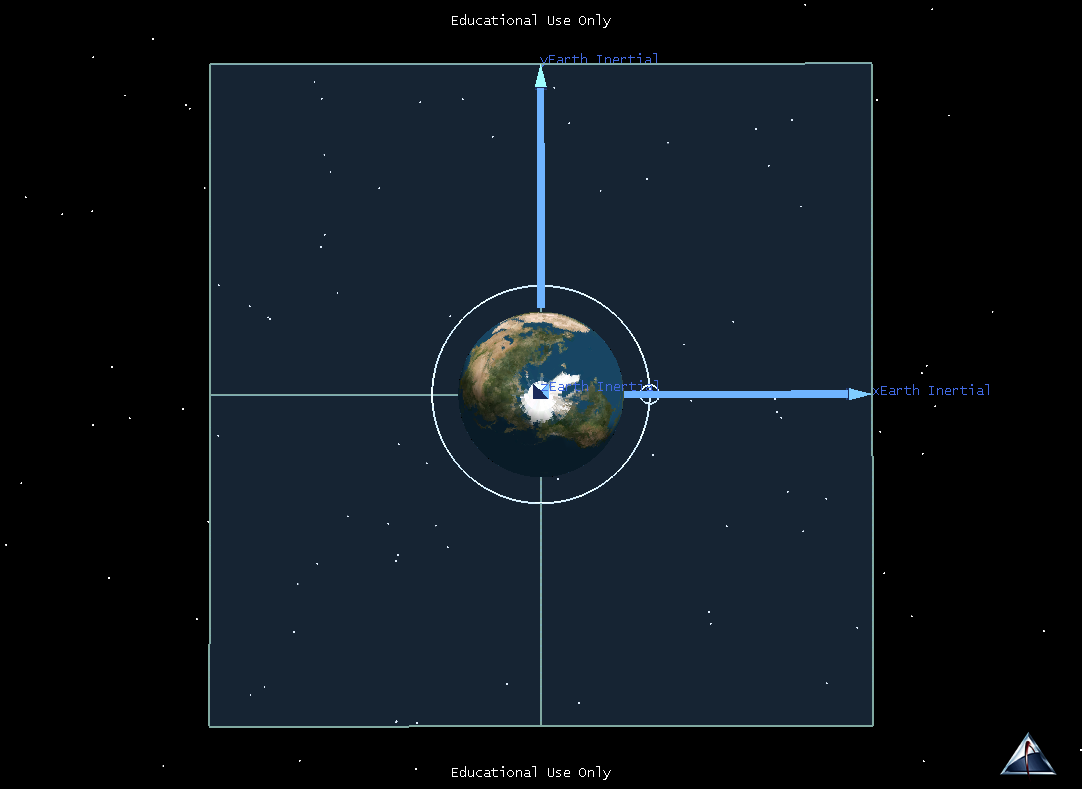 Educational Use Only
yEarth Inertial
zEarth Inertial
xEarth Inertial
Educational Use Only